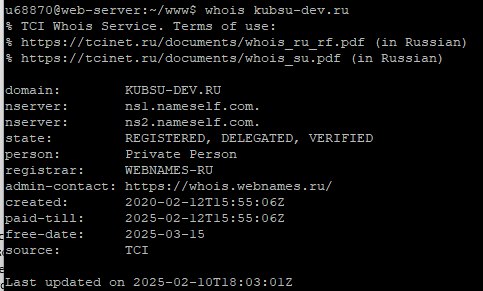 u68870@web-server:~/www$ whois kubsu-dev.ru
% TCI Whois Service. Terms of use:
% https://tcinet.ru/documents/whois_ru_rf.pdf (in Russian)
% https://tcinet.ru/documents/whois_su.pdf (in Russian)

domain:        KUBSU-DEV.RU
nserver:       ns1.nameself.com.
nserver:       ns2.nameself.com.
state:         REGISTERED, DELEGATED, VERIFIED
person:        Private Person
registrar:     WEBNAMES-RU
admin-contact: https://whois.webnames.ru/
created:       2020-02-12T15:55:06Z
paid-till:     2025-02-12T15:55:06Z
free-date:     2025-03-15
source:        TCI

Last updated on 2025-02-10T18:03:01Z